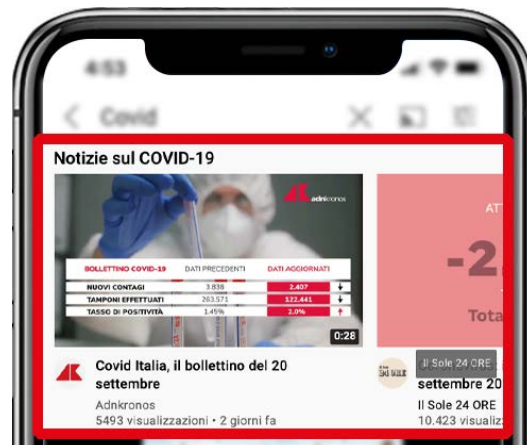 4:53
Covid
Notizie sul COVID-19
adnkronos
BOLLETTINO COVID-19 DATI PRECEDENTI DATI AGGIORNATI
NUOVI CONTAGI 3.838 2.407
TAMPONI EFFETTUATI 263.571 122.441
TASSO DI POSITIVITÀ 1.45% 2.0%
0:28
ATT
-2.
Tota
Covid Italia, il bollettino del 20
settembre
Adnkronos
5493 visualizzazioni • 2 giorni fa
il Sole 24 ORE
settembre 20
Il Sole 24 ORE
10.423 visualiz